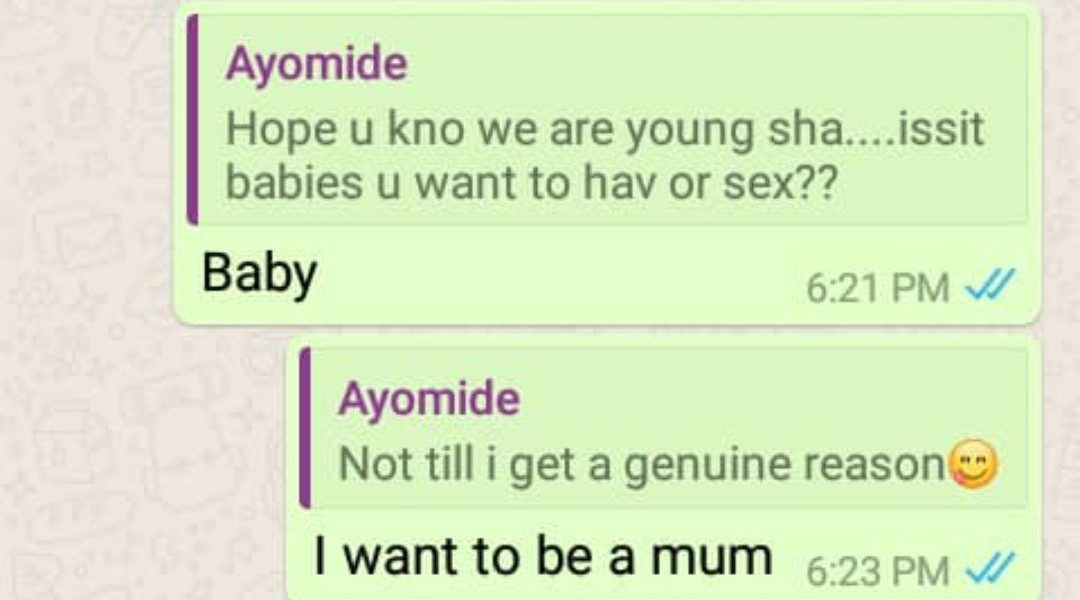 Ayomide
Hope u kno we are young sha....issit
babies u want to hav or sex??
Baby
6:21 PM
Ayomide
Not till i get a genuine reason😋
I want to be a mum
6:23 PM